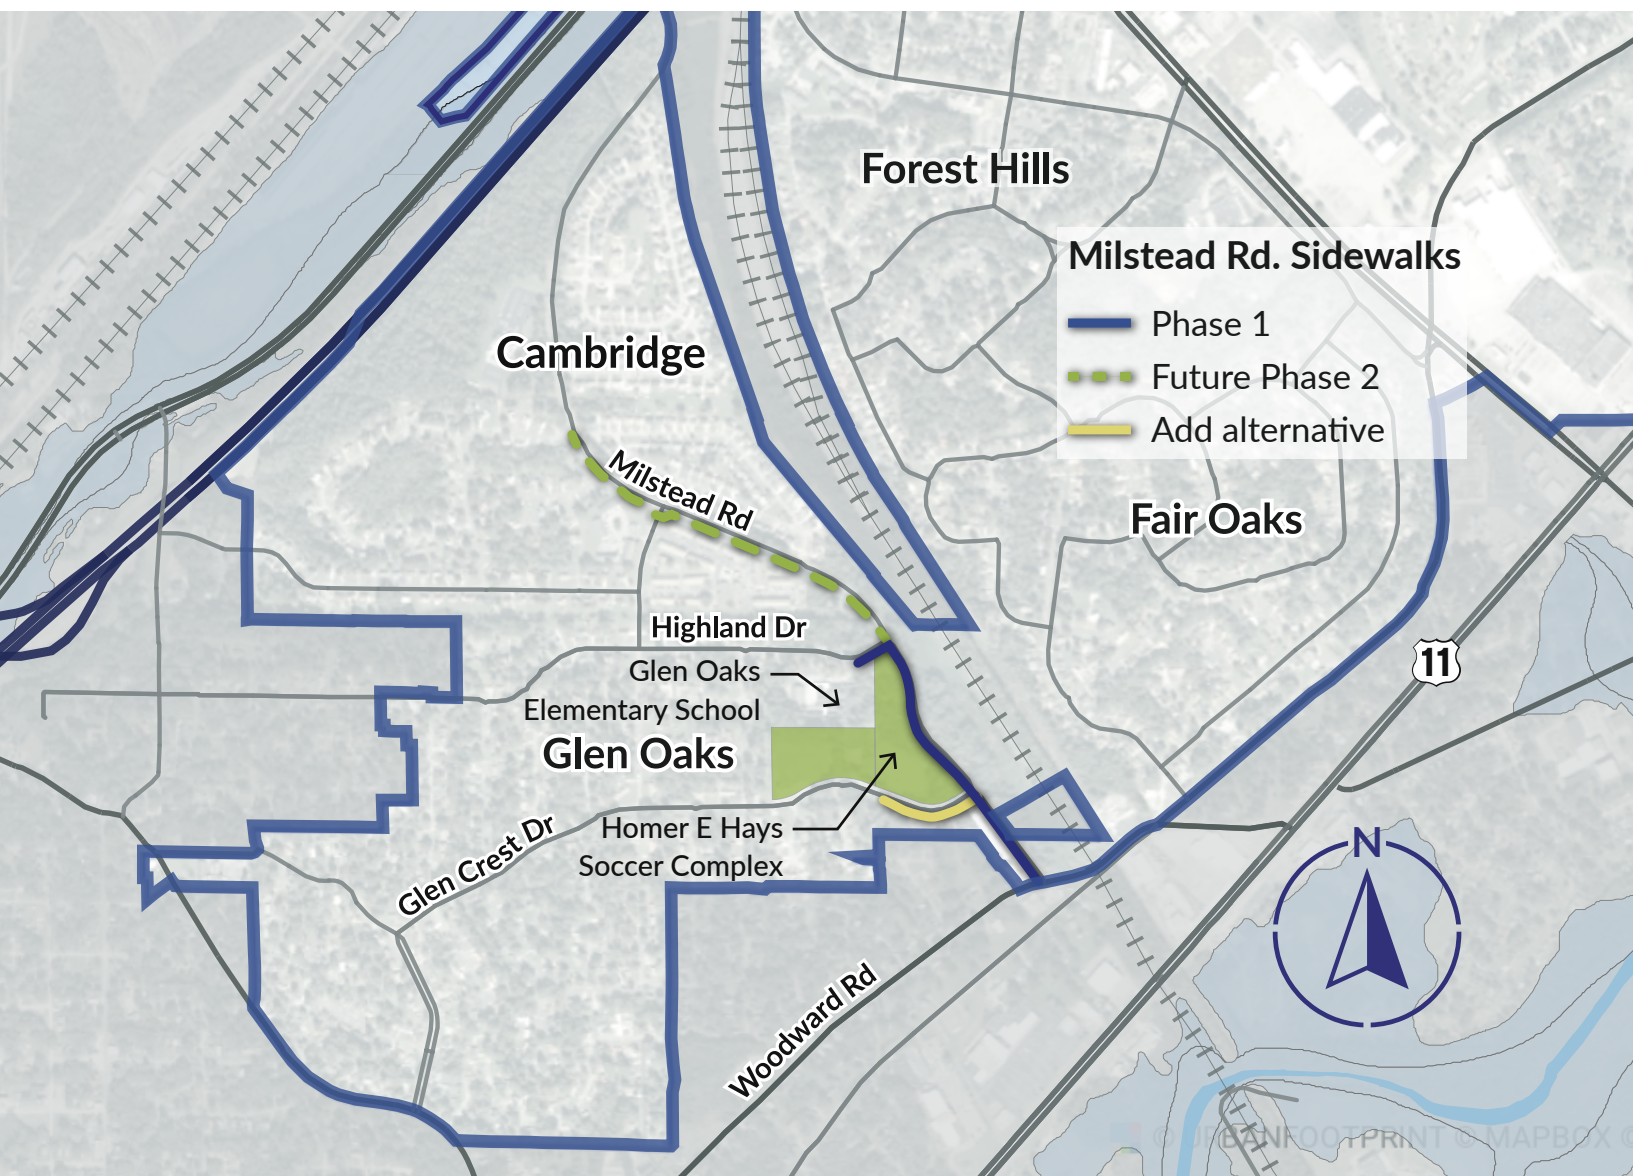 Forest Hills
Milstead Rd. Sidewalks
Phase 1
Future Phase 2
Add alternative
Cambridge
Milstead Rd
Fair Oaks
Highland Dr
11
Glen Oaks
Elementary School
Glen Oaks
Homer E Hays
Soccer Complex
Glen Crest Dr
N
Woodward Rd
© URBANFOOTPRINT © MAPBOX ©